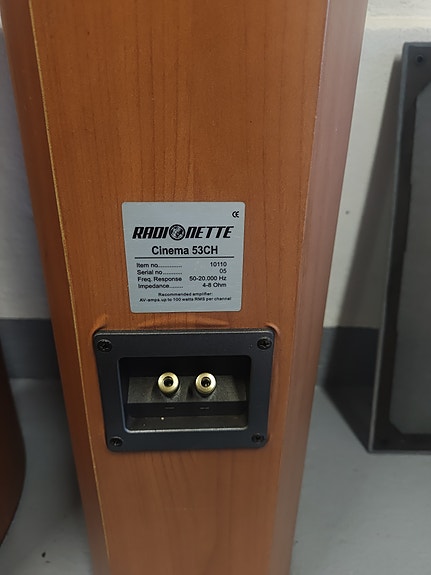 RADIONETTE
CE
Cinema 53CH
Item no.............. 10110
Serial no........... 05
Freq. Response 50-20.000 Hz
Impedance........ 4-8 Ohm
Recommended amplifier:
AV-amps up to 100 watts RMS per channel